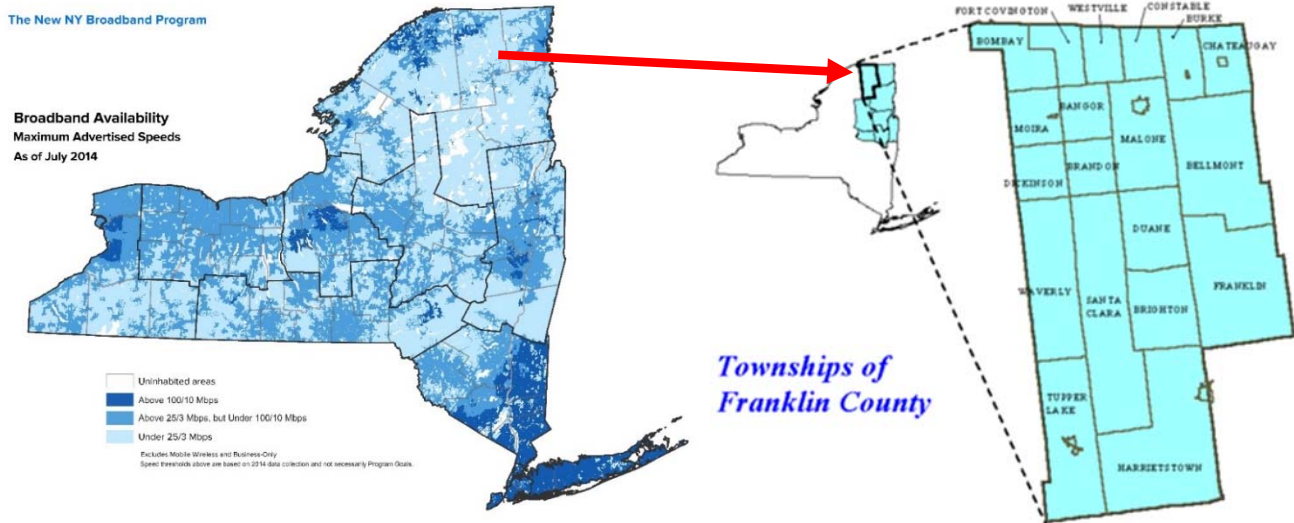 The New NY Broadband Program
Broadband Availability
Maximum Advertised Speeds
As of July 2014
Uninhabited areas
Above 100/10 Mbps
Above 25/3 Mbps, but Under 100/10 Mbps
Under 25/3 Mbps
Excludes Mobile Wireless and Business-Only
Speed thresholds above are based on 2014 data collection and not necessarily Program Goals.
Townships of
Franklin County
FORT COVINGTON
WESTVILLE
CONSTABLE
BURKE
BOMBAY
CHATEAUGAY
BANGOR
MOIRA
MALONE
BRANDON
BELLMONT
DICKINSON
DUANE
WAVERLY
SANTA
CLARA
BRIGHTON
FRANKLIN
TUPPER
LAKE
HARRIETSTOWN